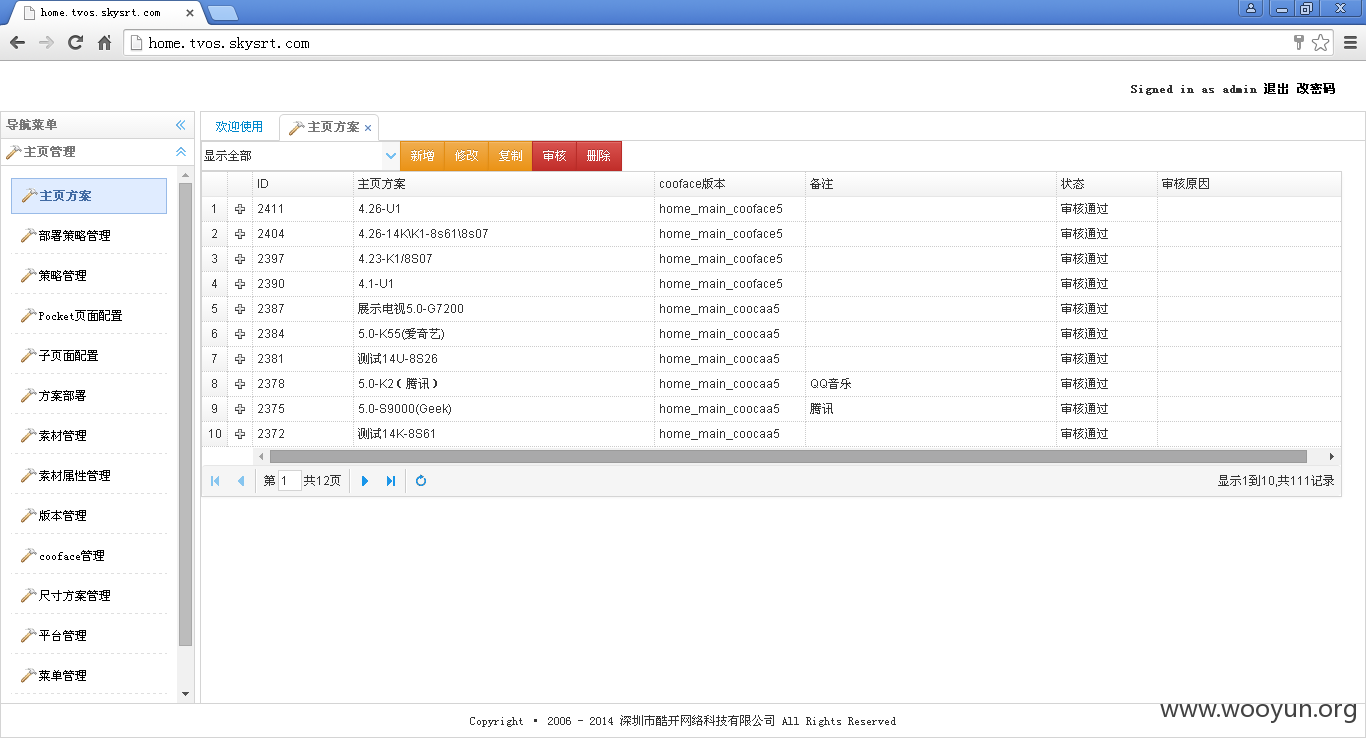 home.tvos.skysrt.com
home.tvos.skysrt.com
Signed in as admin 退出 改密码
导航菜单
主页管理
主页方案
部署策略管理
策略管理
Pocket页面配置
子页面配置
方案部署
素材管理
素材属性管理
版本管理
cooface管理
尺寸方案管理
平台管理
菜单管理
欢迎使用 主页方案
显示全部 新增 修改 复制 审核 删除
ID 主页方案 cooface版本 备注 状态 审核原因
1 2411 4.26-U1 home_main_cooface5 审核通过
2 2404 4.26-14K\K1-8s61\8s07 home_main_cooface5 审核通过
3 2397 4.23-K1/8S07 home_main_cooface5 审核通过
4 2390 4.1-U1 home_main_cooface5 审核通过
5 2387 展示电视5.0-G7200 home_main_coocaa5 审核通过
6 2384 5.0-K55(爱奇艺) home_main_coocaa5 审核通过
7 2381 测试14U-8S26 home_main_coocaa5 审核通过
8 2378 5.0-K2（腾讯） home_main_coocaa5 QQ音乐 审核通过
9 2375 5.0-S9000(Geek) home_main_coocaa5 腾讯 审核通过
10 2372 测试14K-8S61 home_main_coocaa5 审核通过
第 1 共12页 显示1到10,共111记录
Copyright • 2006 - 2014 深圳市酷开网络科技有限公司 All Rights Reserved
www.wooyun.org